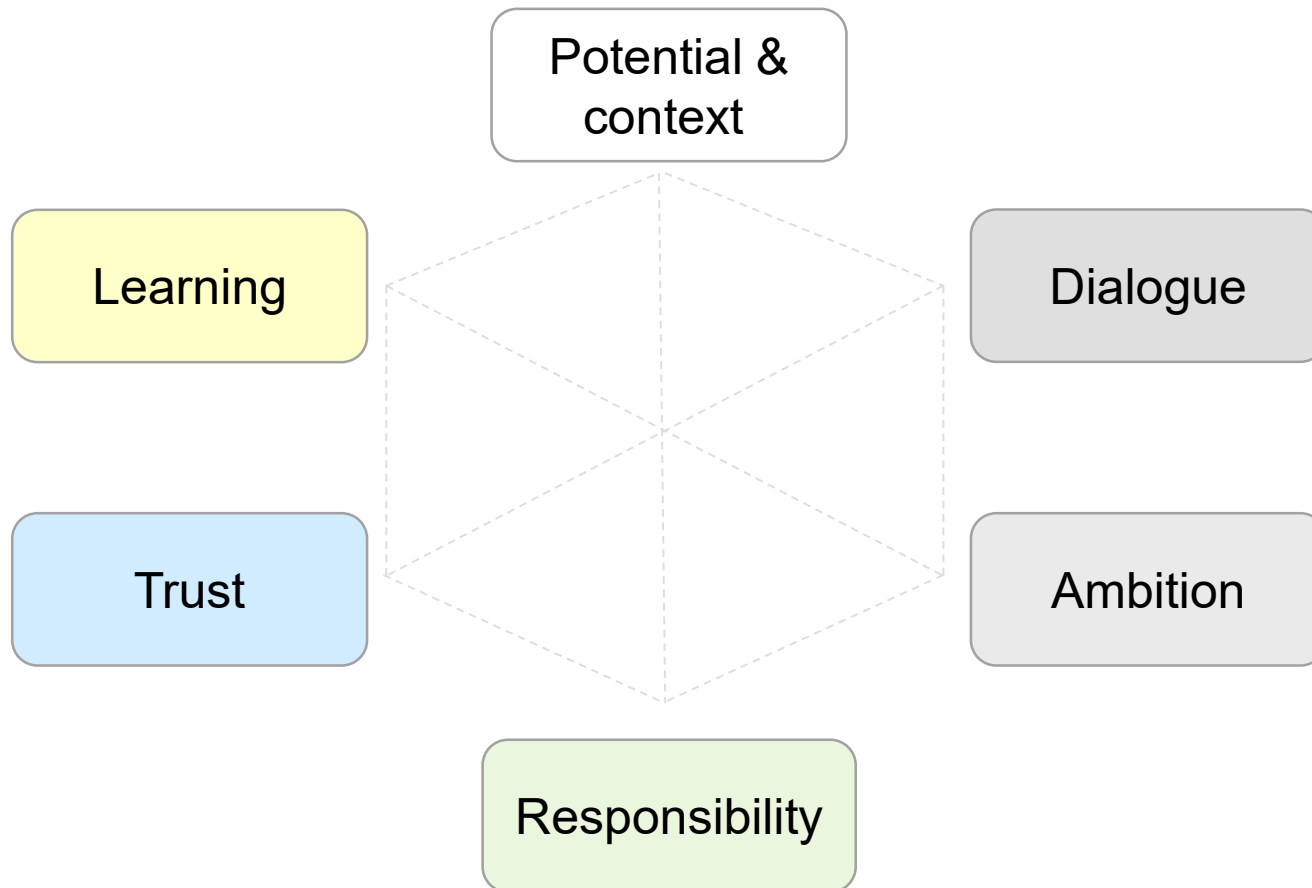 Potential &
context
Learning
Dialogue
Trust
Ambition
Responsibility